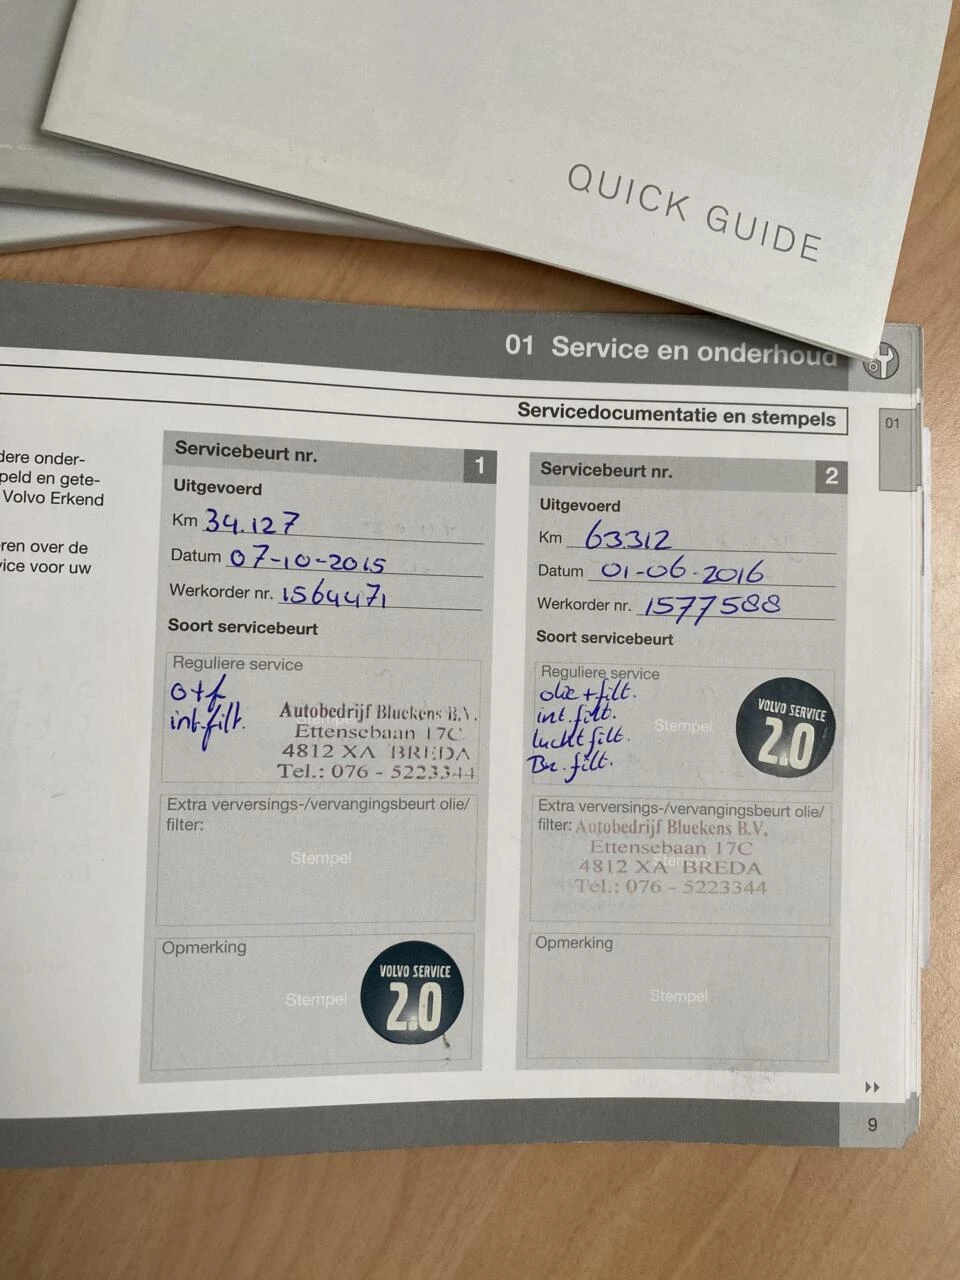 QUICK GUIDE
01 Service en onderhoud
Servicedocumentatie en stempels
01
dere onder-
peld en gete-
Volvo Erkend
ren over de
vice voor uw
Servicebeurt nr. 1
Uitgevoerd
Km 34.127
Datum 07-10-2015
Werkorder nr. 1564471
Soort servicebeurt
Reguliere service
o+f
int.filt.
Stempel
Autobedrijf Bluekens B.V.
Ettensebaan 17C
4812 XA BREDA
Tel.: 076 - 5223344
Extra verversings-/vervangingsbeurt olie/
filter:
Stempel
Opmerking
Stempel
VOLVO SERVICE
2.0
Servicebeurt nr. 2
Uitgevoerd
Km 63312
Datum 01-06-2016
Werkorder nr. 1577588
Soort servicebeurt
Reguliere service
olie+filt.
int.filt.
lucht filt.
Br. filt.
Stempel
VOLVO SERVICE
2.0
Extra verversings-/vervangingsbeurt olie/
filter: Autobedrijf Bluekens B.V.
Ettensebaan 17C
4812 XA BREDA
Stempel
Tel.: 076 - 5223344
Opmerking
Stempel
9